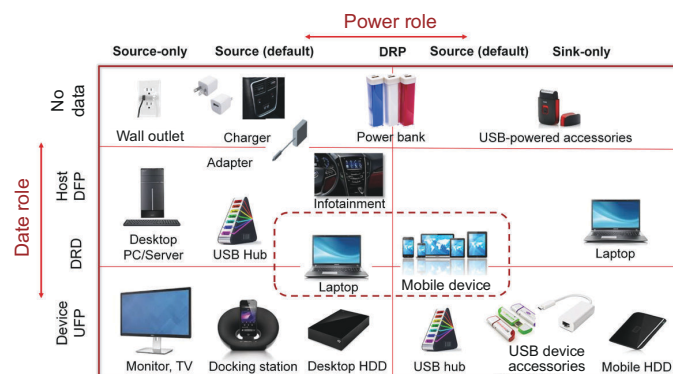 Power role
Source-only
Source (default)
DRP
Source (default)
Sink-only
Date role
No data
Wall outlet
Charger
Adapter
Power bank
USB-powered accessories
Host
DFP
Infotainment
Desktop
PC/Server
USB Hub
DRD
Laptop
Mobile device
Laptop
Device
UFP
Monitor, TV
Docking station
Desktop HDD
USB hub
USB device
accessories
Mobile HDD